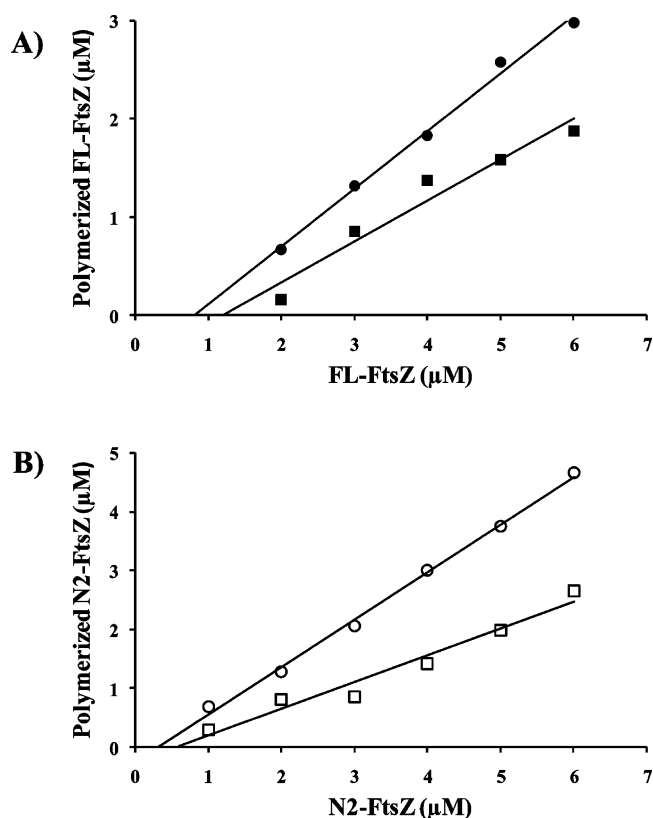 A)
Polymerized FL-FtsZ (µM)
3
2
1
0
0 1 2 3 4 5 6 7
FL-FtsZ (µM)
B)
Polymerized N2-FtsZ (µM)
5
4
3
2
1
0
0 1 2 3 4 5 6 7
N2-FtsZ (µM)